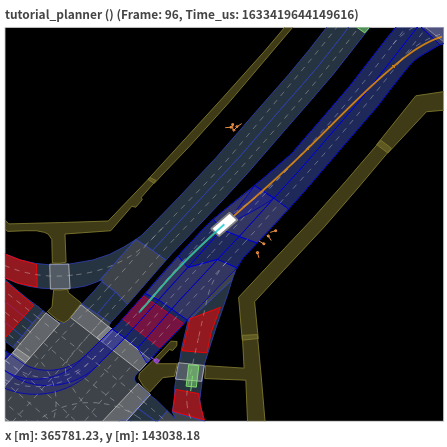 tutorial_planner () (Frame: 96, Time_us: 1633419644149616)
x [m]: 365781.23, y [m]: 143038.18